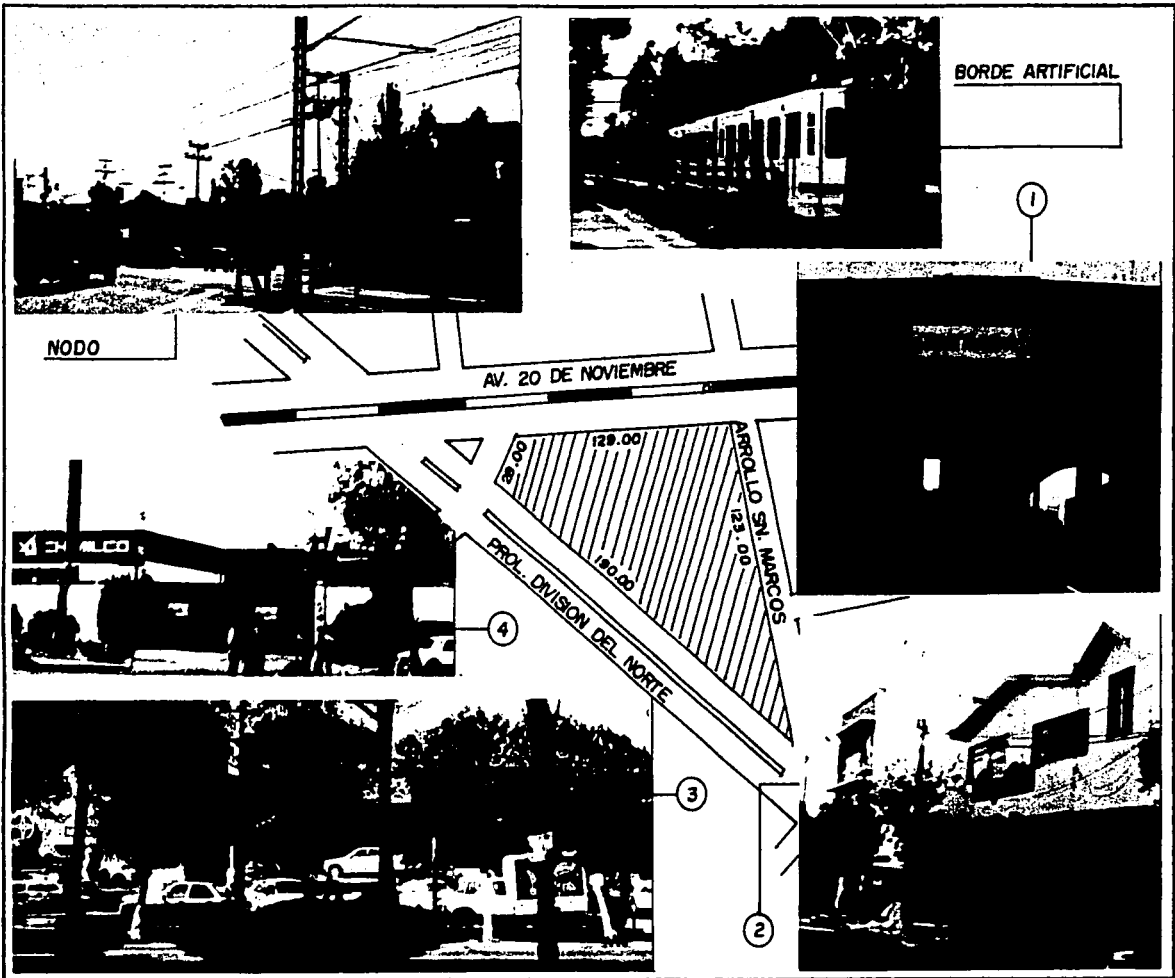 BORDE ARTIFICIAL
1
NODO
AV. 20 DE NOVIEMBRE
129.00
28.00
ARROLLO SN. MARCOS
123.00
190.00
PROL. DIVISION DEL NORTE
4
3
2